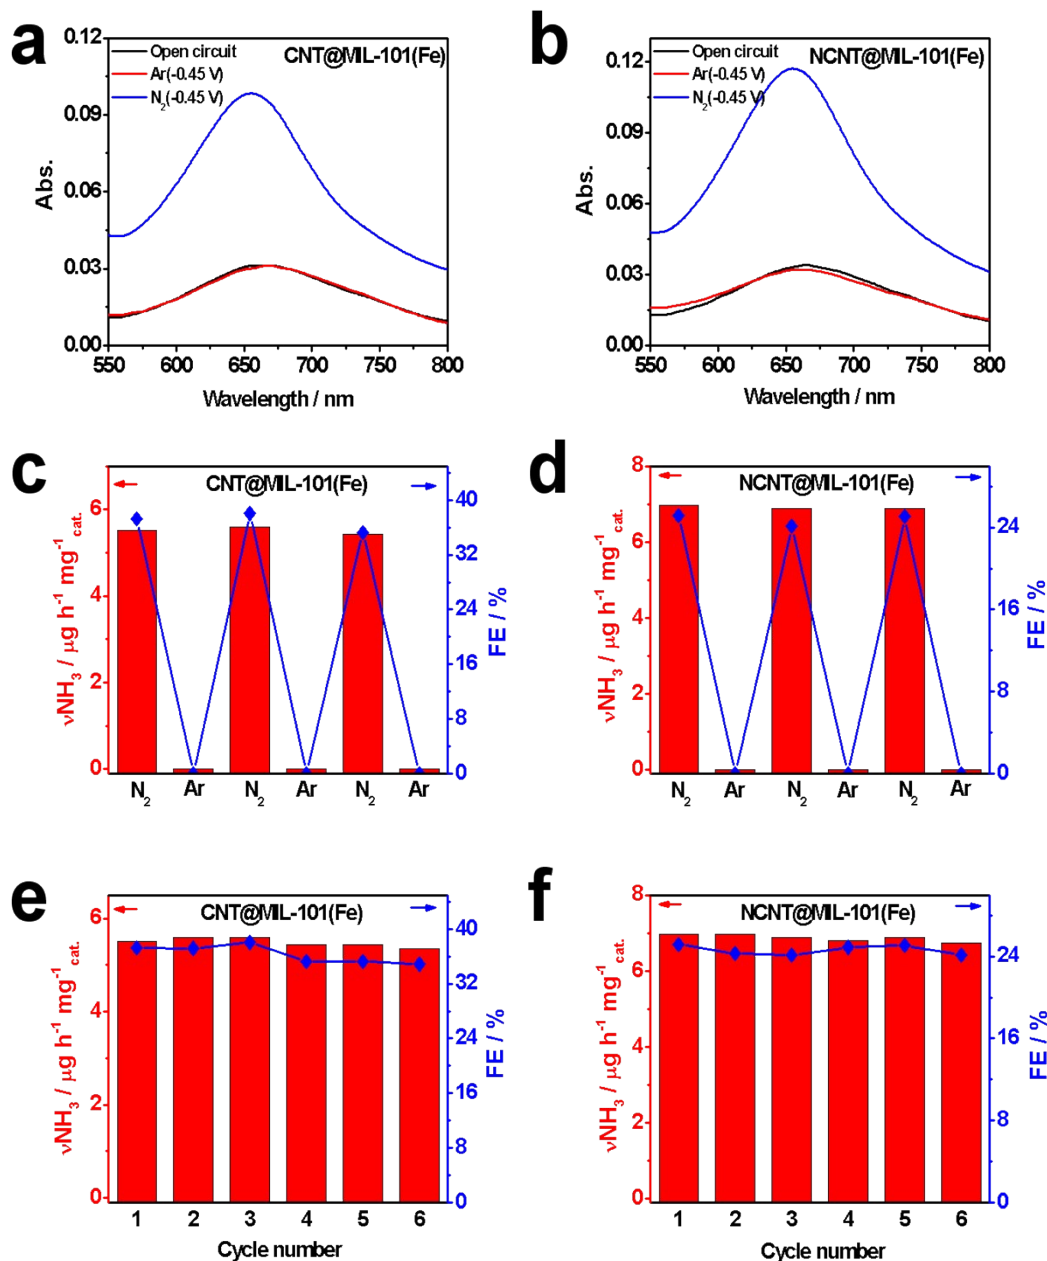 a
0.12
0.09
0.06
0.03
0.00
Abs.
Open circuit
Ar(-0.45 V)
N₂(-0.45 V)
CNT@MIL-101(Fe)
550 600 650 700 750 800
Wavelength / nm
b
0.12
0.09
0.06
0.03
0.00
Abs.
Open circuit
Ar(-0.45 V)
N₂(-0.45 V)
NCNT@MIL-101(Fe)
550 600 650 700 750 800
Wavelength / nm
c
CNT@MIL-101(Fe)
6
4
2
0
νNH₃ / μg h⁻¹ mg⁻¹cat.
40
32
24
16
8
0
FE / %
N₂ Ar N₂ Ar N₂ Ar
d
NCNT@MIL-101(Fe)
8
6
4
2
0
νNH₃ / μg h⁻¹ mg⁻¹cat.
24
16
8
0
FE / %
N₂ Ar N₂ Ar N₂ Ar
e
CNT@MIL-101(Fe)
6
4
2
0
νNH₃ / μg h⁻¹ mg⁻¹cat.
40
32
24
16
8
0
FE / %
1 2 3 4 5 6
Cycle number
f
NCNT@MIL-101(Fe)
8
6
4
2
0
νNH₃ / μg h⁻¹ mg⁻¹cat.
24
16
8
0
FE / %
1 2 3 4 5 6
Cycle number